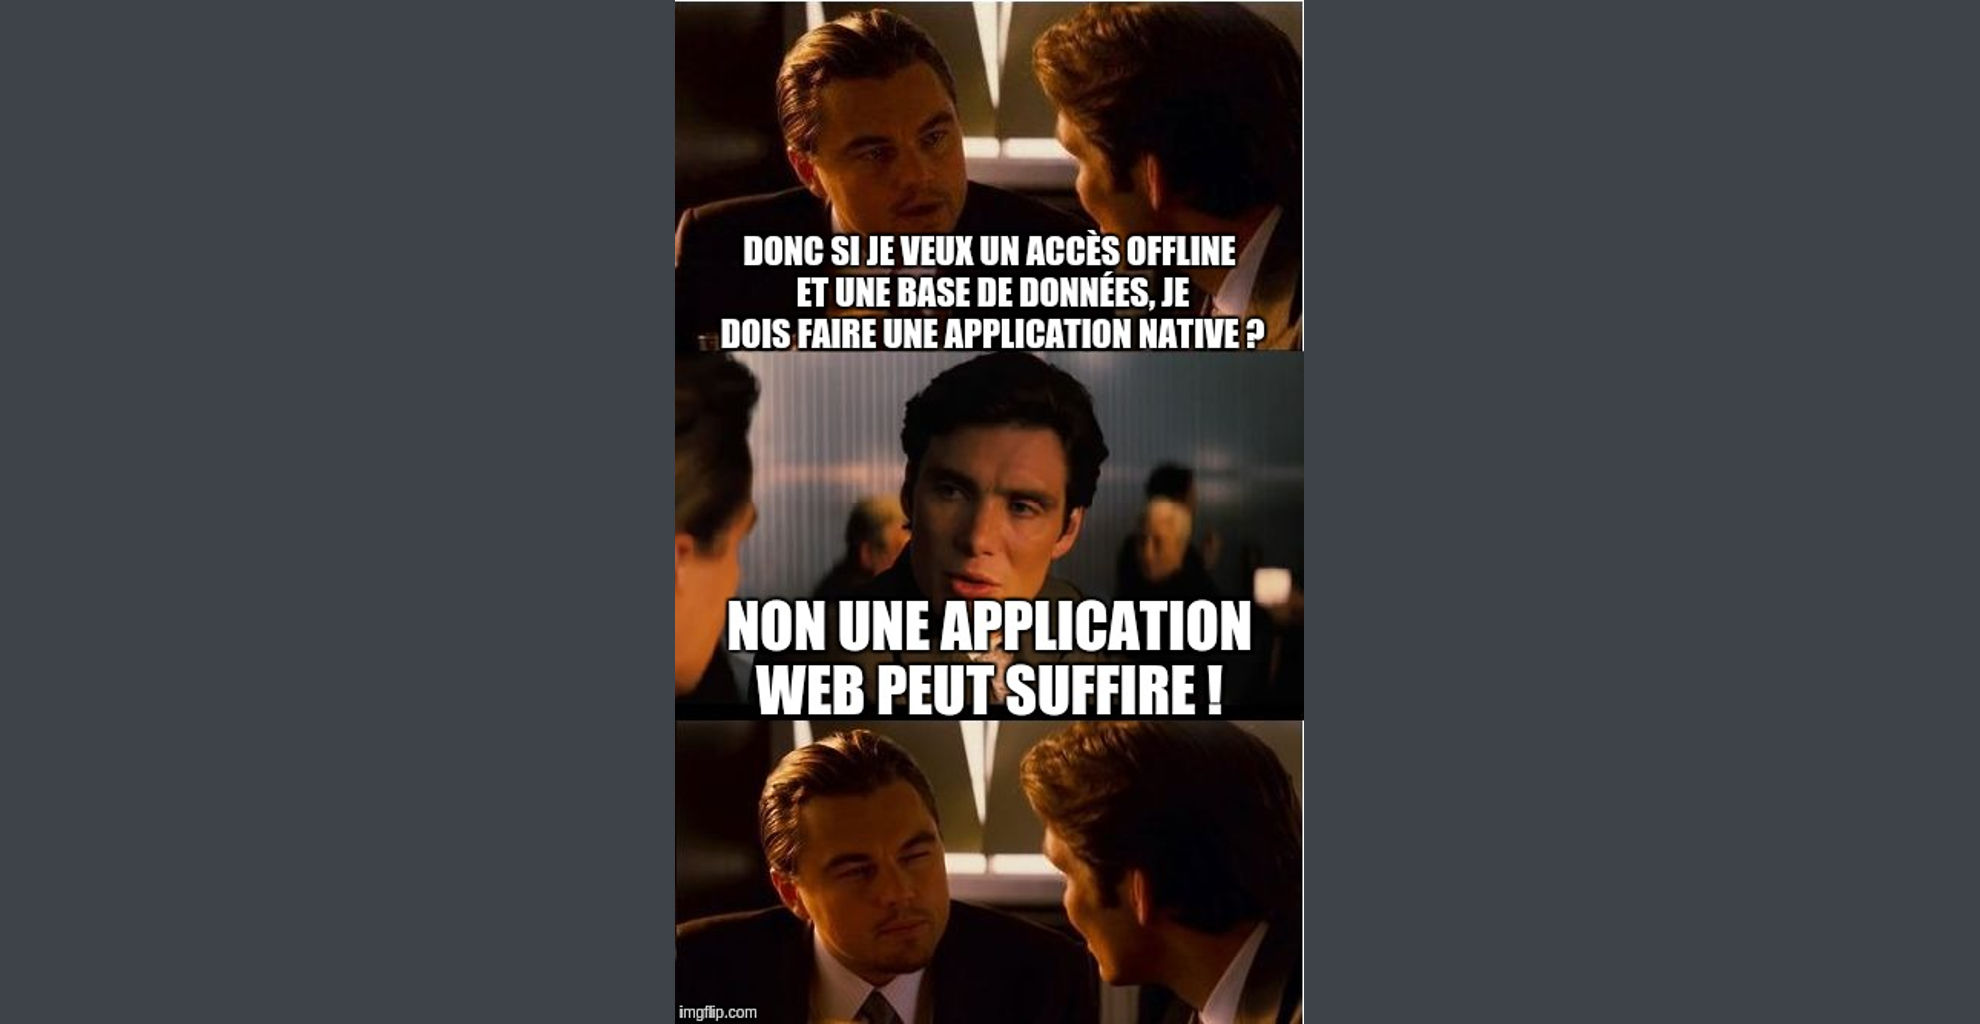 DONC SI JE VEUX UN ACCÈS OFFLINE
ET UNE BASE DE DONNÉES, JE
DOIS FAIRE UNE APPLICATION NATIVE ?
NON UNE APPLICATION
WEB PEUT SUFFIRE !
imgflip.com